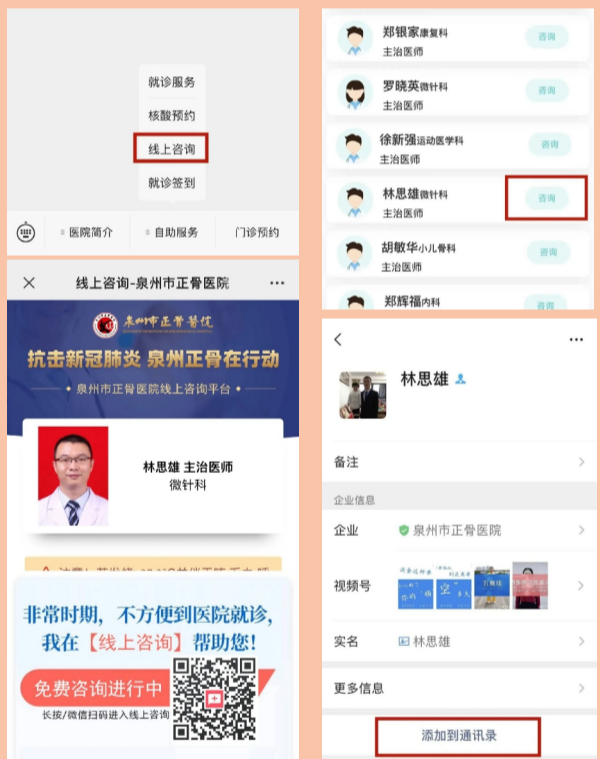 就诊服务
核酸预约
线上咨询
就诊签到
医院简介
自助服务
门诊预约
线上咨询-泉州市正骨医院
泉州市正骨医院
抗击新冠肺炎 泉州正骨在行动
泉州市正骨医院线上咨询平台
林思雄 主治医师
微针科
非常时期，不方便到医院就诊，
我在【线上咨询】帮助您！
免费咨询进行中
长按/微信扫码进入线上咨询
郑银家康复科
主治医师
咨询
罗晓英微针科
主治医师
咨询
徐新强运动医学科
主治医师
咨询
林思雄微针科
主治医师
咨询
胡敏华小儿骨科
主治医师
咨询
郑辉福内科
咨询
林思雄
备注
企业信息
企业
泉州市正骨医院
视频号
实名
林思雄
更多信息
添加到通讯录